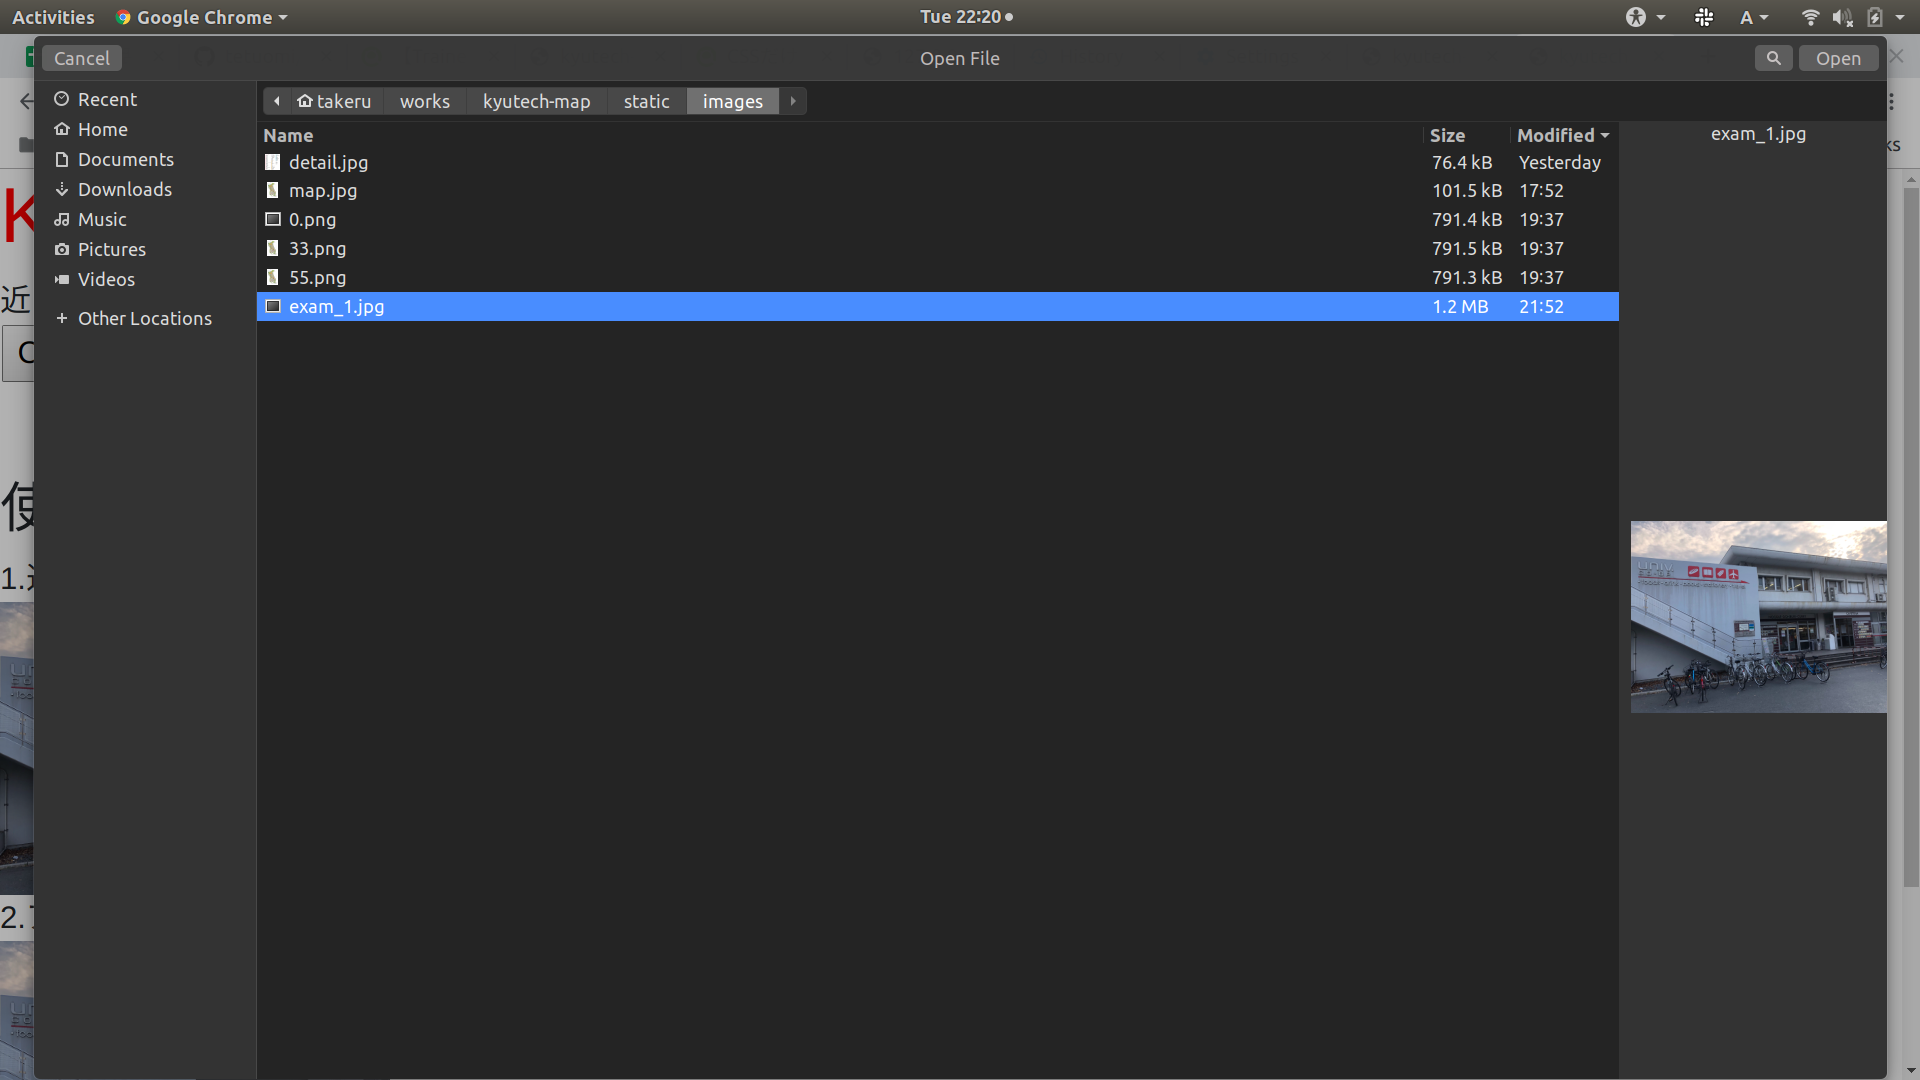 Activities Google Chrome Tue 22:20 A
Cancel Open File Open
Recent
Home
Documents
Downloads
Music
Pictures
Videos
Other Locations
takeru works kyutech-map static images
Name Size Modified
detail.jpg 76.4 kB Yesterday
map.jpg 101.5 kB 17:52
0.png 791.4 kB 19:37
33.png 791.5 kB 19:37
55.png 791.3 kB 19:37
exam_1.jpg 1.2 MB 21:52
exam_1.jpg
univ
ks
K
近
C
使
1.
2.